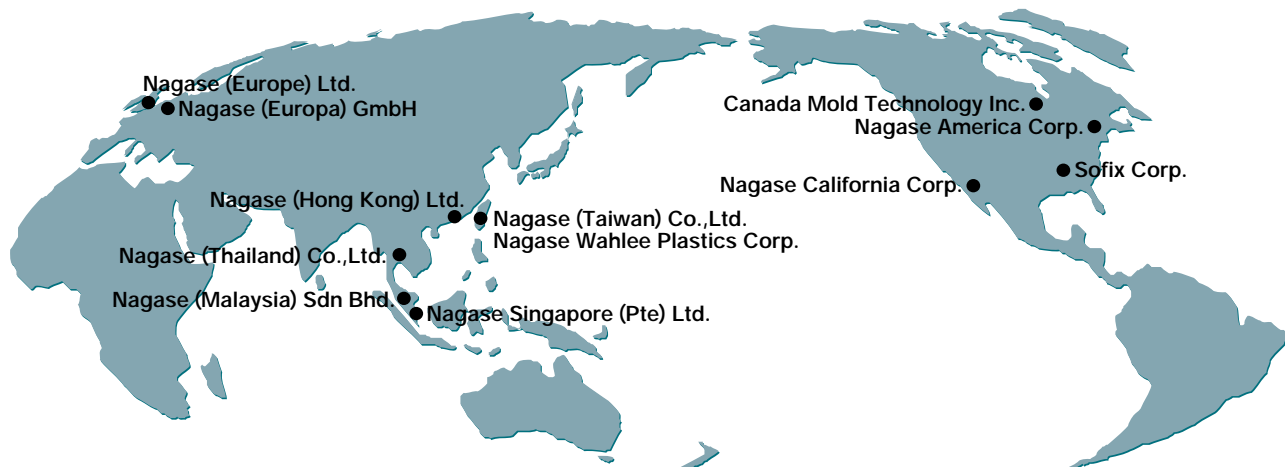 Nagase (Europe) Ltd.
Nagase (Europa) GmbH
Canada Mold Technology Inc.
Nagase America Corp.
Sofix Corp.
Nagase California Corp.
Nagase (Hong Kong) Ltd.
Nagase (Taiwan) Co.,Ltd.
Nagase Wahlee Plastics Corp.
Nagase (Thailand) Co.,Ltd.
Nagase (Malaysia) Sdn Bhd.
Nagase Singapore (Pte) Ltd.